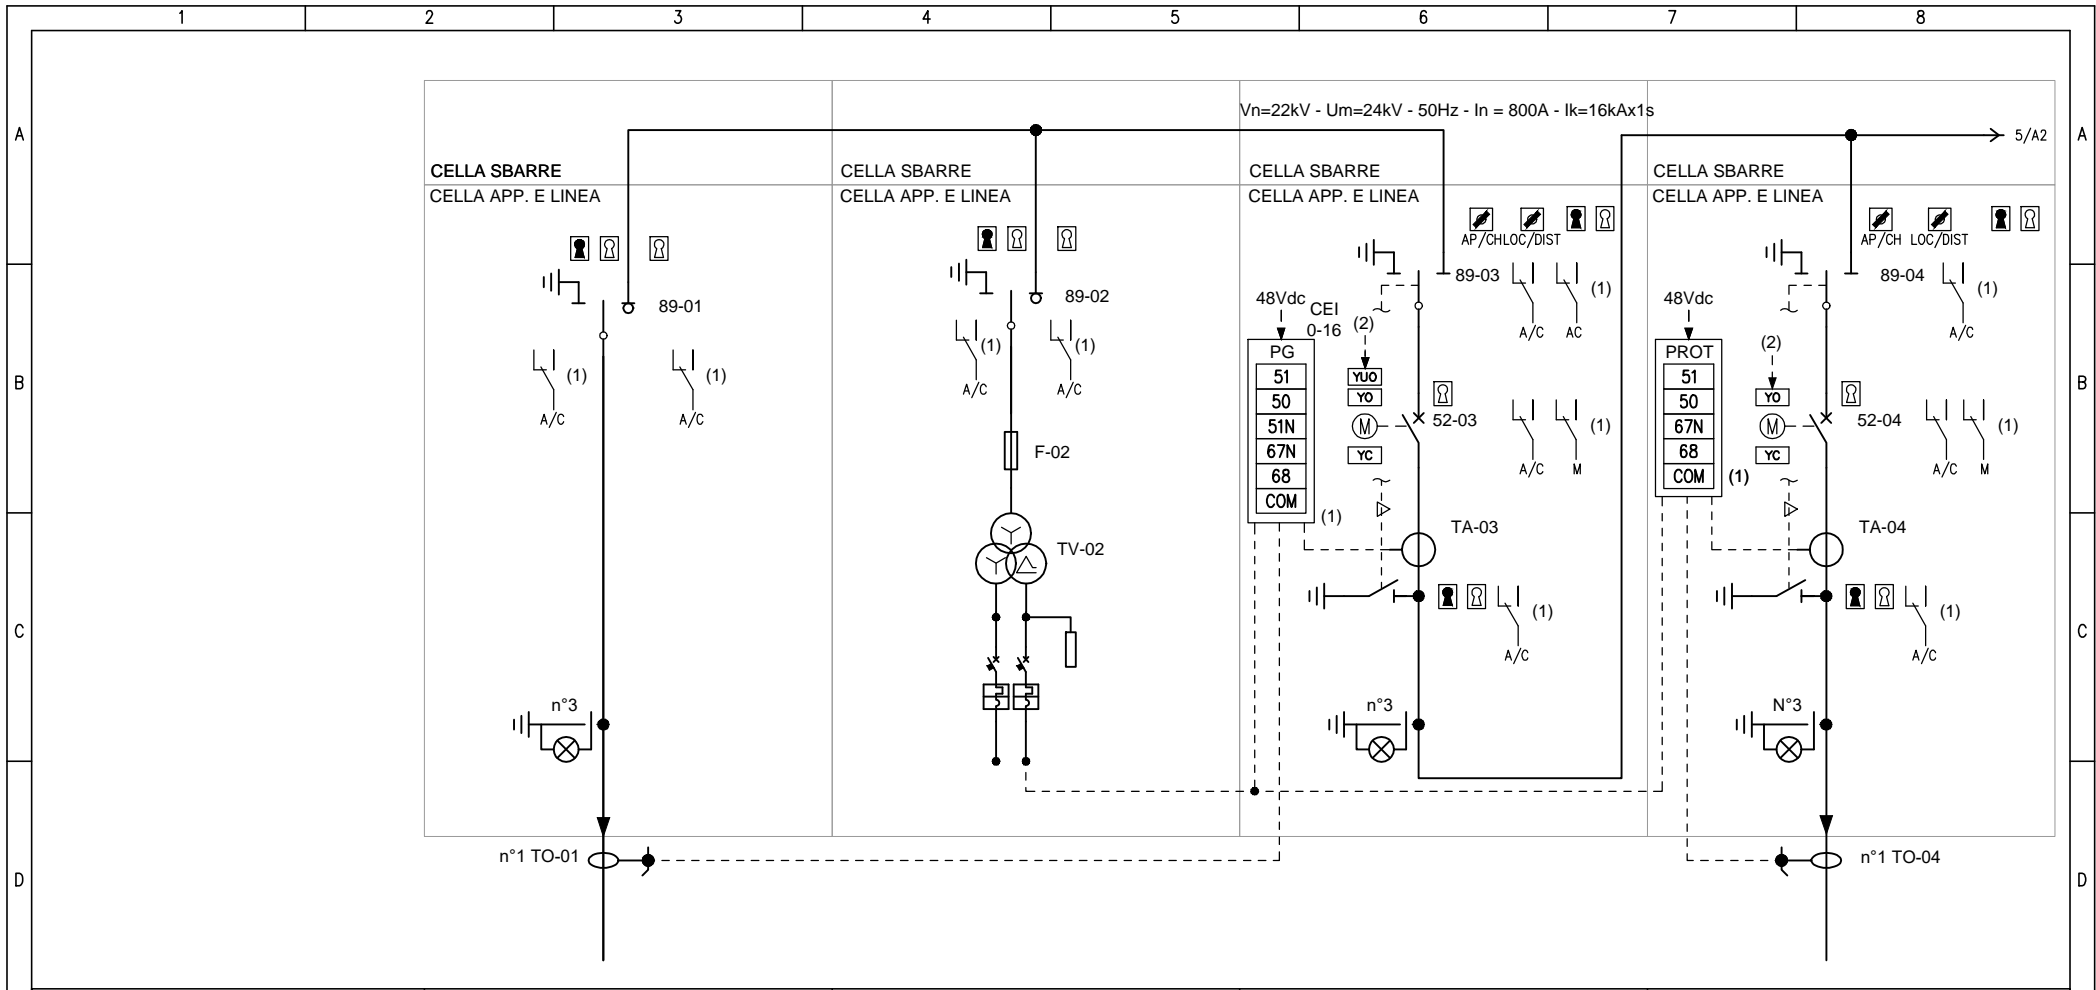 1 2 3 4 5 6 7 8
A A
Vn=22kV - Um=24kV - 50Hz - In = 800A - Ik=16kAx1s
5/A2
CELLA SBARRE CELLA SBARRE CELLA SBARRE CELLA SBARRE
CELLA APP. E LINEA CELLA APP. E LINEA CELLA APP. E LINEA CELLA APP. E LINEA
AP/CH LOC/DIST AP/CH LOC/DIST
89-01 89-02 89-03 89-04
(1) (1)
48Vdc CEI 0-16 (2) 48Vdc (2)
A/C AC A/C
(1) (1) (1) (1)
A/C A/C A/C A/C
B B
PG
51
50
51N
67N
68
COM
(1)
YUO
YO
M
YC
52-03
(1)
A/C M
PROT
51
50
67N
68
COM
(1)
YO
M
YC
52-04
(1)
A/C M
F-02
TV-02
TA-03 TA-04
C C
(1) (1)
A/C A/C
n°3 n°3 N°3
n°1 TO-01 n°1 TO-04
D D